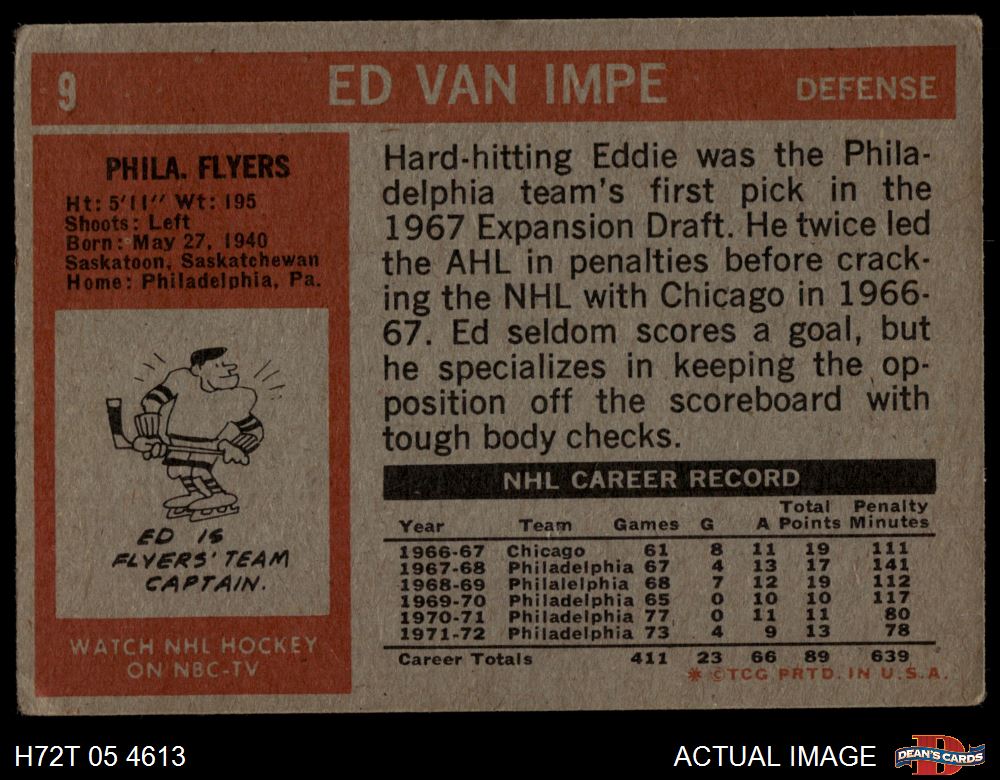 9 ED VAN IMPE DEFENSE
PHILA. FLYERS
Ht: 5'11" Wt: 195
Shoots: Left
Born: May 27, 1940
Saskatoon, Saskatchewan
Home: Philadelphia, Pa.
ED IS
FLYERS' TEAM
CAPTAIN.
WATCH NHL HOCKEY
ON NBC-TV
Hard-hitting Eddie was the Phila-
delphia team's first pick in the
1967 Expansion Draft. He twice led
the AHL in penalties before crack-
ing the NHL with Chicago in 1966-
67. Ed seldom scores a goal, but
he specializes in keeping the op-
position off the scoreboard with
tough body checks.
NHL CAREER RECORD
Year Team Games G A Total Points Penalty Minutes
1966-67 Chicago 61 8 11 19 111
1967-68 Philadelphia 67 4 13 17 141
1968-69 Philalelphia 68 7 12 19 112
1969-70 Philadelphia 65 0 10 10 117
1970-71 Philadelphia 77 0 11 11 80
1971-72 Philadelphia 73 4 9 13 78
Career Totals 411 23 66 89 639
* ©TCG PRTD. IN U.S.A.
H72T 05 4613 ACTUAL IMAGE
D
DEAN'S CARDS